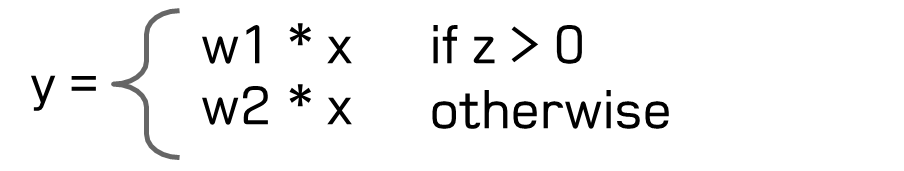 y = { w1 * x if z > 0
w2 * x otherwise